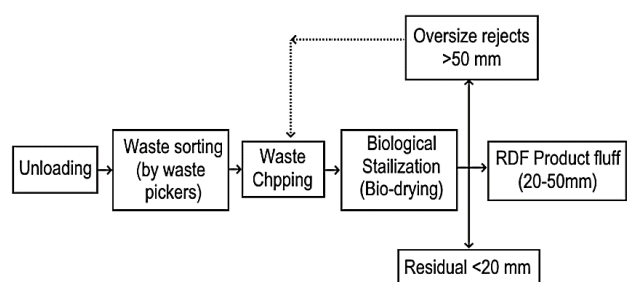 Oversize rejects
>50 mm
Unloading
Waste sorting
(by waste
pickers)
Waste
Chpping
Biological
Stailization
(Bio-drying)
RDF Product fluff
(20-50mm)
Residual <20 mm